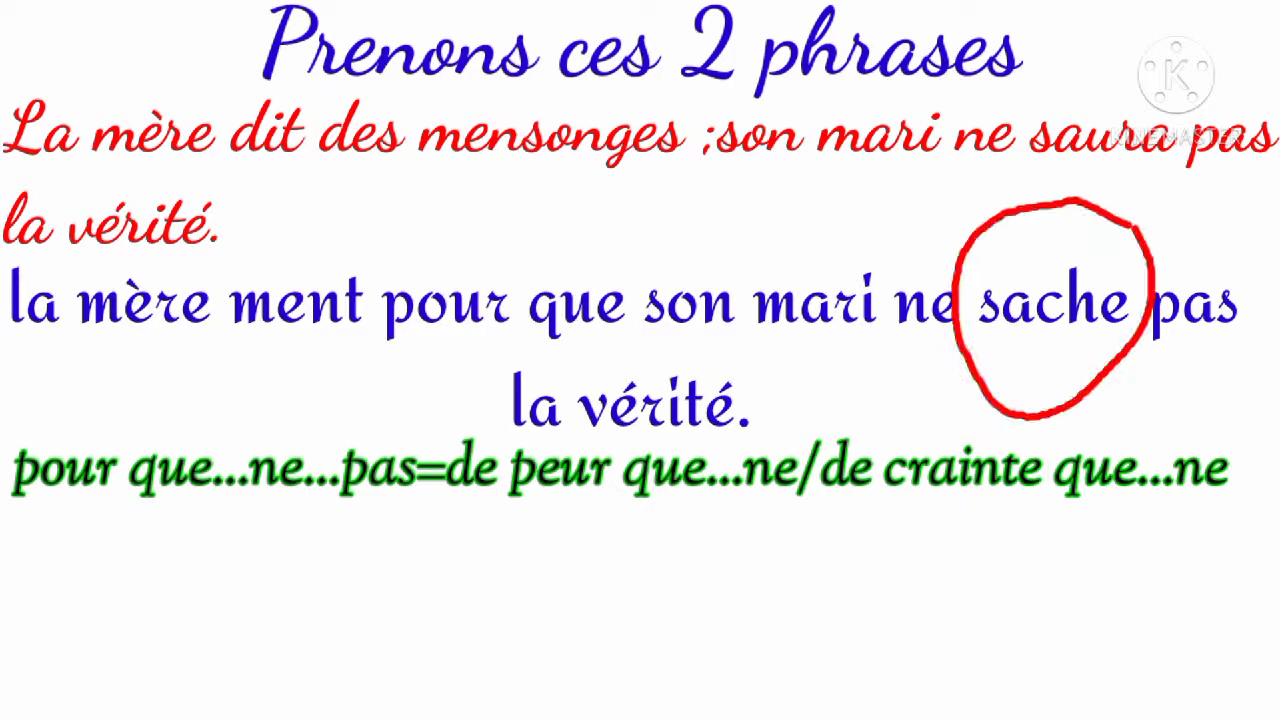 Prenons ces 2 phrases
La mère dit des mensonges ;son mari ne saura pas
la vérité.
la mère ment pour que son mari ne sache pas
la vérité.
pour que...ne...pas=de peur que...ne/de crainte que...ne
K
KINEMASTER